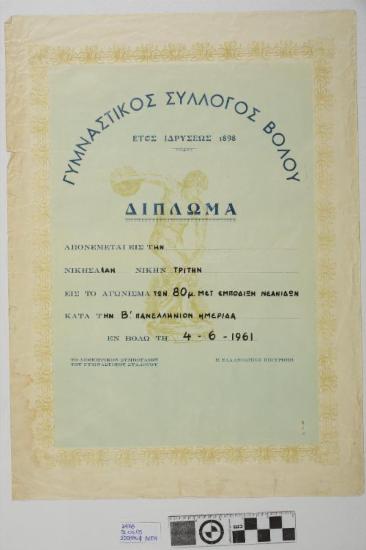 ΓΥΜΝΑΣΤΙΚΟΣ ΣΥΛΛΟΓΟΣ ΒΟΛΟΥ
ΕΤΟΣ ΙΔΡΥΣΕΩΣ 1898
ΔΙΠΛΩΜΑ
ΑΠΟΝΕΜΕΤΑΙ ΕΙΣ ΤΗΝ
ΝΙΚΗΣΑΣΑΝ ΝΙΚΗΝ ΤΡΙΤΗΝ
ΕΙΣ ΤΟ ΑΓΩΝΙΣΜΑ ΤΩΝ 80μ. ΜΕΤ ΕΜΠΟΔΙΩΝ ΝΕΑΝΙΔΩΝ
ΚΑΤΑ ΤΗΝ Β' ΠΑΝΕΛΛΗΝΙΟΝ ΗΜΕΡΙΔΑ
ΕΝ ΒΟΛΩ ΤΗ 4-6-1961
ΤΟ ΔΙΟΙΚΗΤΙΚΟΝ ΣΥΜΒΟΥΛΙΟΝ Η ΕΛΛΑΝΟΔΙΚΟΣ ΕΠΙΤΡΟΠΗ
ΤΟΥ ΓΥΜΝΑΣΤΙΚΟΥ ΣΥΛΛΟΓΟΥ